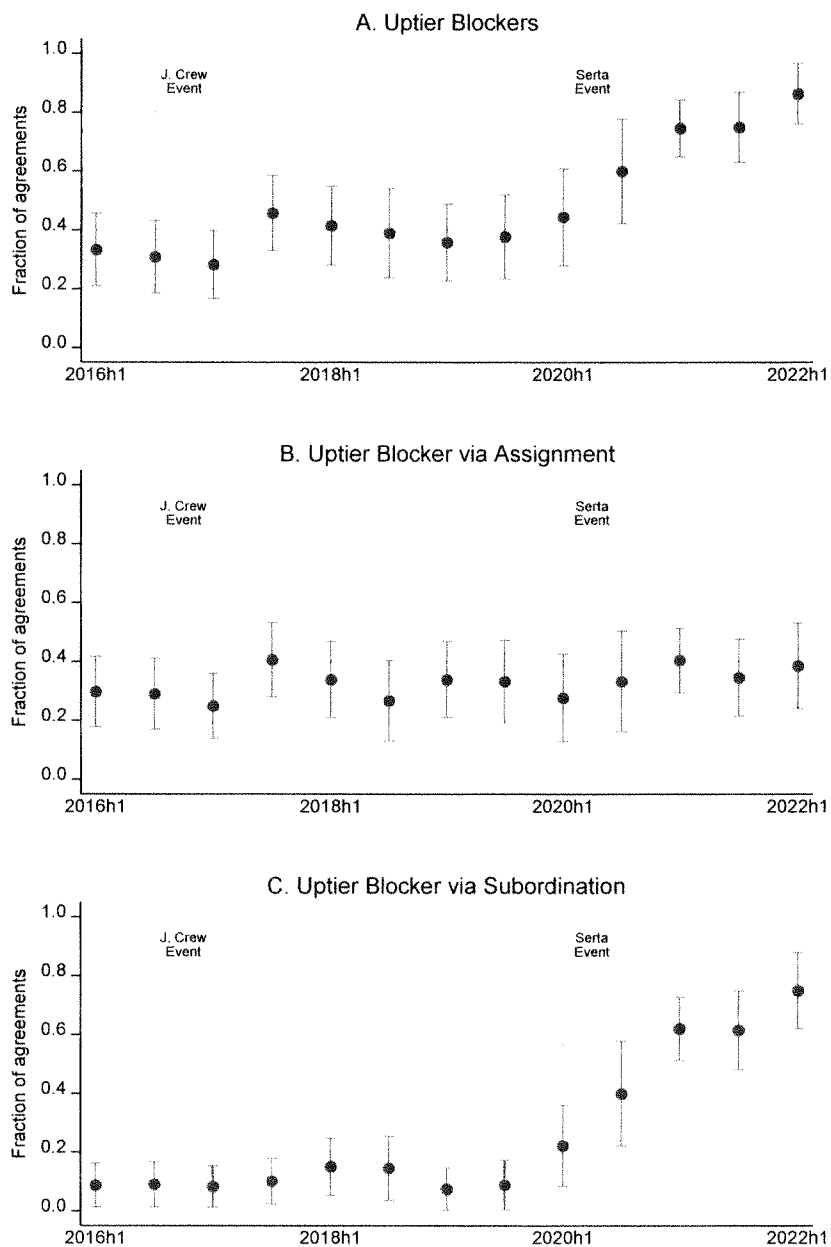 A. Uptier Blockers
1.0
J. Crew
Event
Serta
Event
0.8
0.6
0.4
0.2
0.0
Fraction of agreements
2016h1
2018h1
2020h1
2022h1
B. Uptier Blocker via Assignment
1.0
J. Crew
Event
Serta
Event
0.8
0.6
0.4
0.2
0.0
Fraction of agreements
2016h1
2018h1
2020h1
2022h1
C. Uptier Blocker via Subordination
1.0
J. Crew
Event
Serta
Event
0.8
0.6
0.4
0.2
0.0
Fraction of agreements
2016h1
2018h1
2020h1
2022h1